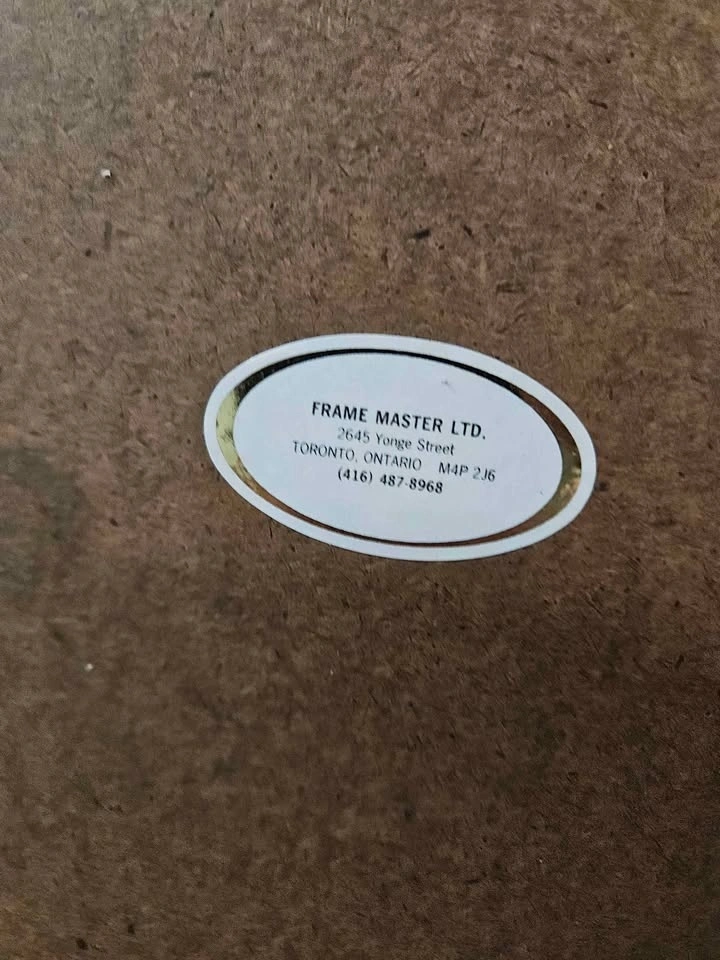 FRAME MASTER LTD.
2645 Yonge Street
TORONTO, ONTARIO M4P 2J6
(416) 487-8968